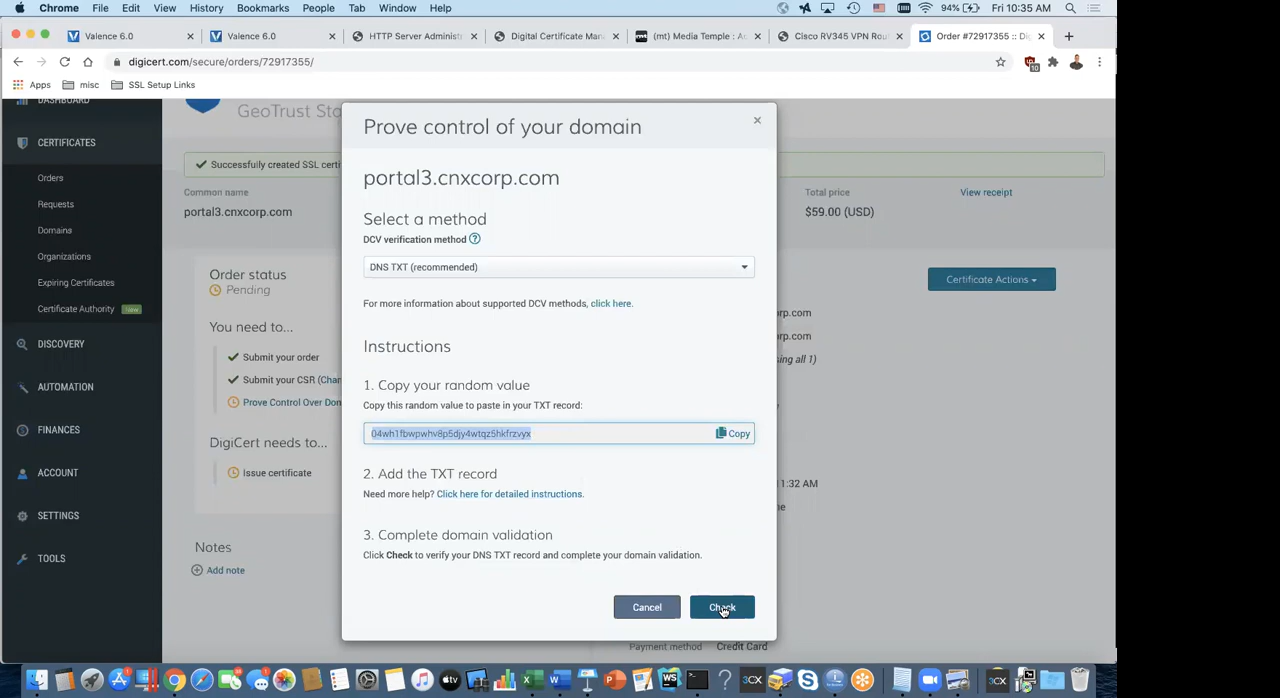 Chrome File Edit View History Bookmarks People Tab Window Help
94% Fri 10:35 AM
Valence 6.0
Valence 6.0
HTTP Server Administ
Digital Certificate Man
(mt) Media Temple : Ac
Cisco RV345 VPN Rou
Order #72917355 :: Di
digicert.com/secure/orders/72917355/
10
Apps misc SSL Setup Links
DASHBOARD
CERTIFICATES
Orders
Requests
Domains
Organizations
Expiring Certificates
Certificate Authority New
DISCOVERY
AUTOMATION
FINANCES
ACCOUNT
SETTINGS
TOOLS
GeoTrust Sta
Successfully created SSL certi
Common name
portal3.cnxcorp.com
Total price
$59.00 (USD)
View receipt
Order status
Pending
You need to...
Submit your order
Submit your CSR (Char
Prove Control Over Dom
DigiCert needs to...
Issue certificate
Notes
Add note
Certificate Actions
orp.com
orp.com
sing all 1)
11:32 AM
ne
Payment method Credit Card
Prove control of your domain
×
portal3.cnxcorp.com
Select a method
DCV verification method ?
DNS TXT (recommended)
For more information about supported DCV methods, click here.
Instructions
1. Copy your random value
Copy this random value to paste in your TXT record:
04wh1fbwpwhv8p5djy4wtqz5hkfrzvyx
Copy
2. Add the TXT record
Need more help? Click here for detailed instructions.
3. Complete domain validation
Click Check to verify your DNS TXT record and complete your domain validation.
Cancel Check